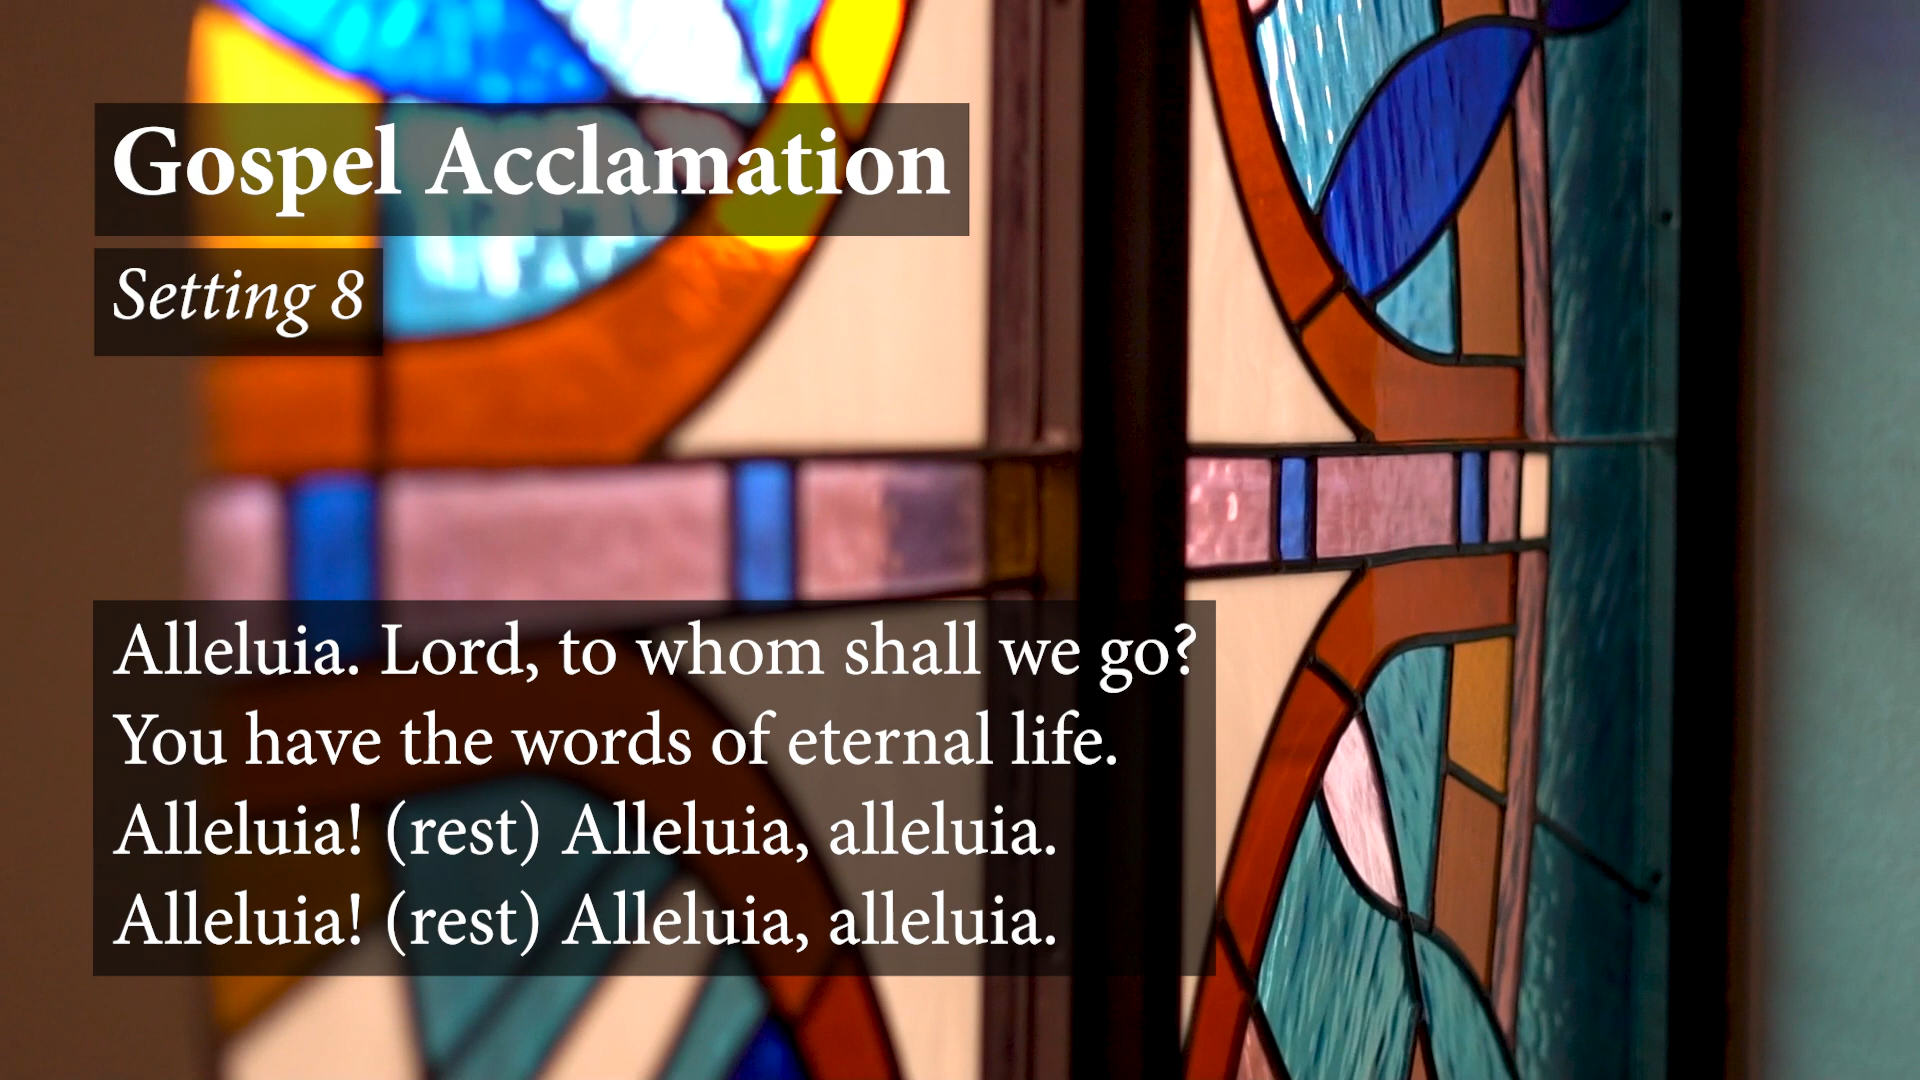 Gospel Acclamation
Setting 8
Alleluia. Lord, to whom shall we go?
You have the words of eternal life.
Alleluia! (rest) Alleluia, alleluia.
Alleluia! (rest) Alleluia, alleluia.